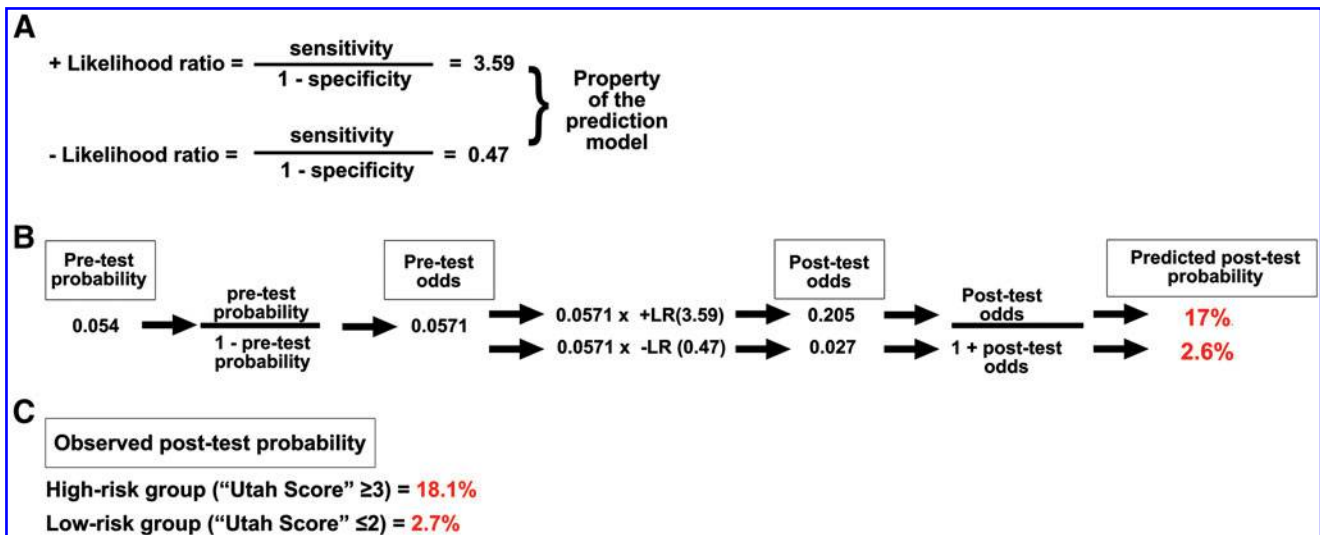 A
+ Likelihood ratio = sensitivity / 1 - specificity = 3.59
- Likelihood ratio = sensitivity / 1 - specificity = 0.47
}
Property
of the
prediction
model
B
Pre-test
probability
0.054
pre-test
probability
1 - pre-test
probability
Pre-test
odds
0.0571
0.0571 x +LR(3.59)
0.0571 x -LR (0.47)
Post-test
odds
0.205
0.027
Post-test
odds
1 + post-test
odds
Predicted post-test
probability
17%
2.6%
C
Observed post-test probability
High-risk group (“Utah Score” ≥3) = 18.1%
Low-risk group (“Utah Score” ≤2) = 2.7%